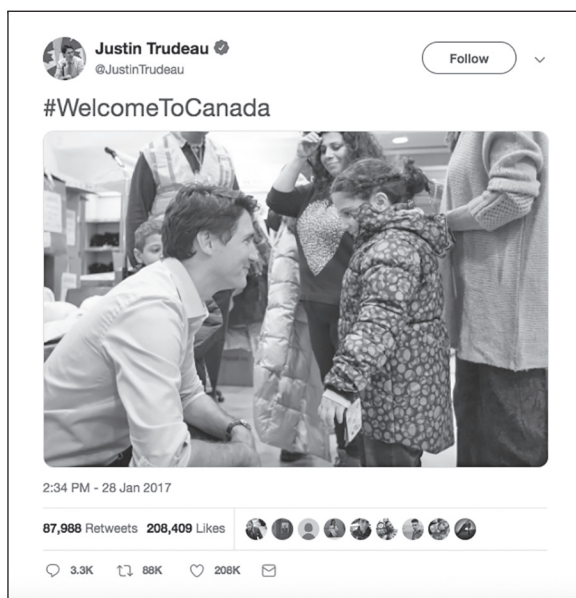 Justin Trudeau
@JustinTrudeau
Follow
#WelcomeToCanada
2:34 PM - 28 Jan 2017
87,988 Retweets 208,409 Likes
3.3K 88K 208K